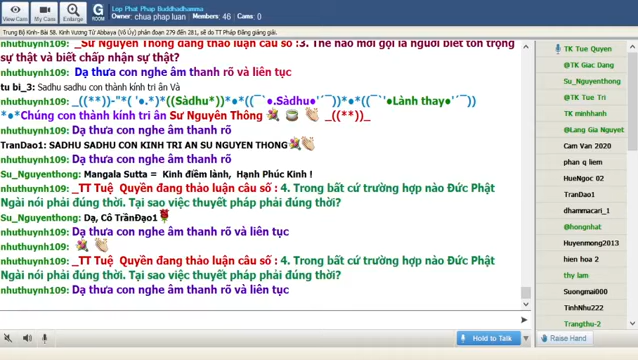 Lop Phat Phap Buddhadhamma
Owner: chua phap luan   Members: 46   Cams: 0
View Cam   My Cam   Enlarge   G ROOM
Trung Bộ Kinh- Bài 58. Kinh Vương Tử Abbaya (Vô Úy) phân đoạn 279 đến 281, sẽ do TT Pháp Đăng giảng giải.
nhuthuynh109: _Sư Nguyên Thông đang thảo luận câu số :3. Thế nào mới gọi là người biết tôn trọng
sự thật và biết chấp nhận sự thật?
nhuthuynh109: Dạ thưa con nghe âm thanh rõ và liên tục
tu bi_3: Sadhu sadhu con thành kính tri ân Và
nhuthuynh109: _((**))-"*( '●.*)*((Sàdhu*))*●*((¯`●.Sàdhu●'´¯))*●*((¯`'●Lành thay●'´¯))
*●*Chúng con thành kính tri ân Sư Nguyên Thông _((**))_
nhuthuynh109: Dạ thưa con nghe âm thanh rõ
TranDao1: SADHU SADHU CON KINH TRI AN SU NGUYEN THONG
nhuthuynh109: Dạ thưa con nghe âm thanh rõ
Su_Nguyenthong: Mangala Sutta = Kinh điềm lành, Hạnh Phúc Kinh !
nhuthuynh109: _TT Tuệ Quyền đang thảo luận câu số : 4. Trong bất cứ trường hợp nào Đức Phật
Ngài nói phải đúng thời. Tại sao việc thuyết pháp phải đúng thời?
Su_Nguyenthong: Dạ, Cô TrầnĐạo1
nhuthuynh109: Dạ thưa con nghe âm thanh rõ và liên tục
nhuthuynh109:
nhuthuynh109: _TT Tuệ Quyền đang thảo luận câu số : 4. Trong bất cứ trường hợp nào Đức Phật
Ngài nói phải đúng thời. Tại sao việc thuyết pháp phải đúng thời?
nhuthuynh109: Dạ thưa con nghe âm thanh rõ và liên tục
Hold to Talk
TK Tue Quyen
@TK Giac Dang
Su_Nguyenthong
@TK Tue Tri
TK minhhanh
@Lang Gia Nguyet
Cam Van 2020
phan q liem
HueNgoc 02
TranDao1
dhammacari_1
@hongnhat
Huyenmong2013
hien hoa 2
thy lam
Suongmai000
TinhNhu222
Trangthu-2
Raise Hand